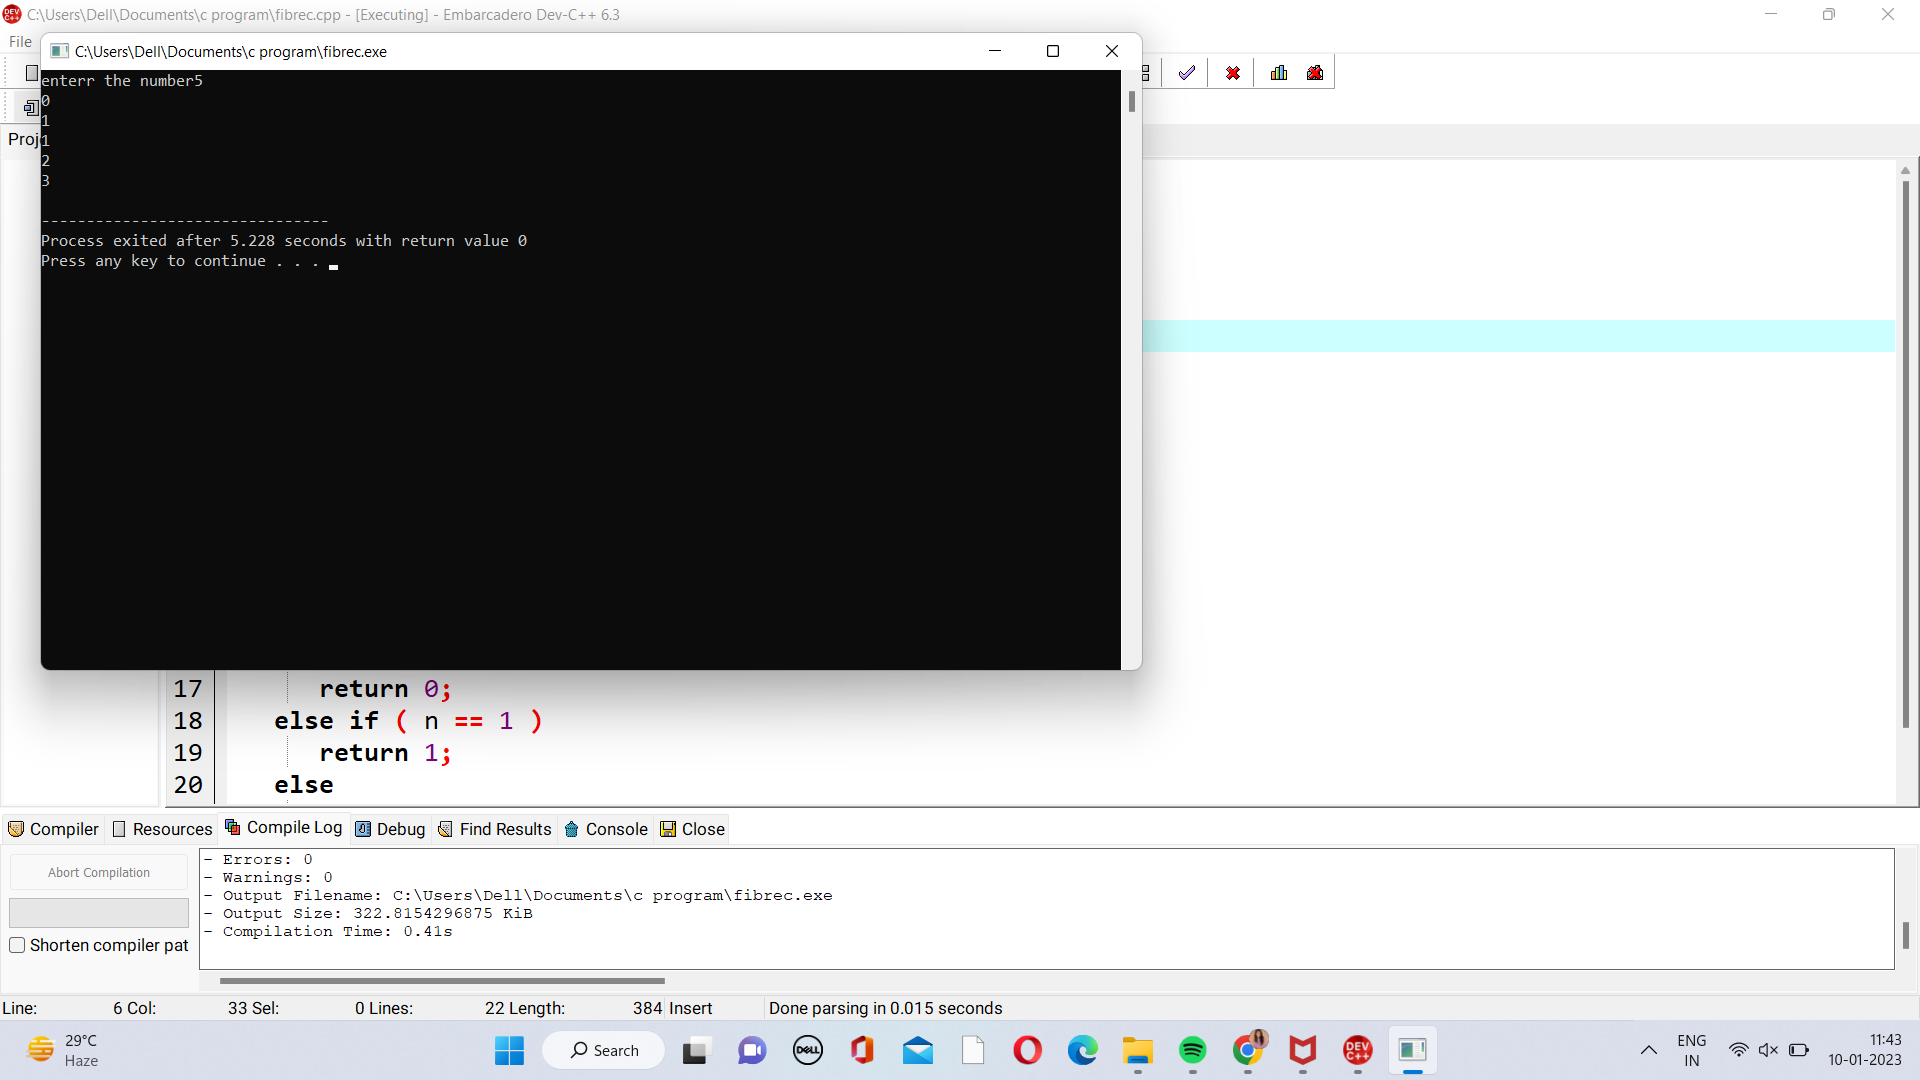 C:\Users\Dell\Documents\c program\fibrec.cpp - [Executing] - Embarcadero Dev-C++ 6.3
File
C:\Users\Dell\Documents\c program\fibrec.exe
enterr the number5
0
1
1
2
3
--------------------------------
Process exited after 5.228 seconds with return value 0
Press any key to continue . . .
Proj
17 return 0;
18 else if ( n == 1 )
19 return 1;
20 else
Compiler Resources Compile Log Debug Find Results Console Close
Abort Compilation
Shorten compiler pat
- Errors: 0
- Warnings: 0
- Output Filename: C:\Users\Dell\Documents\c program\fibrec.exe
- Output Size: 322.8154296875 KiB
- Compilation Time: 0.41s
Line: 6 Col: 33 Sel: 0 Lines: 22 Length: 384 Insert Done parsing in 0.015 seconds
29°C
Haze
Search
DELL
DEV C++
ENG
IN
11:43
10-01-2023